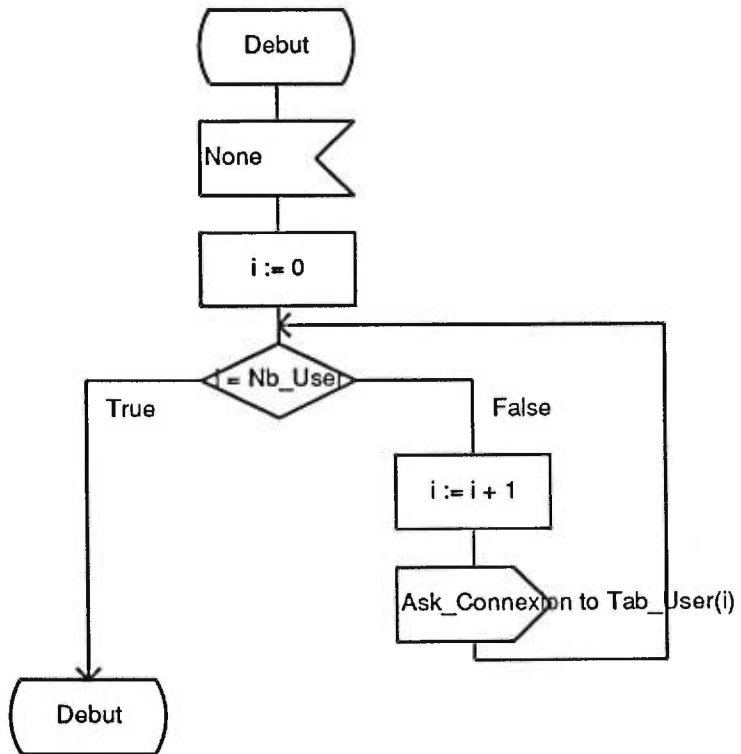 Debut
None
i := 0
i = Nb_User
True
False
i := i + 1
Ask_Connexion to Tab_User(i)
Debut